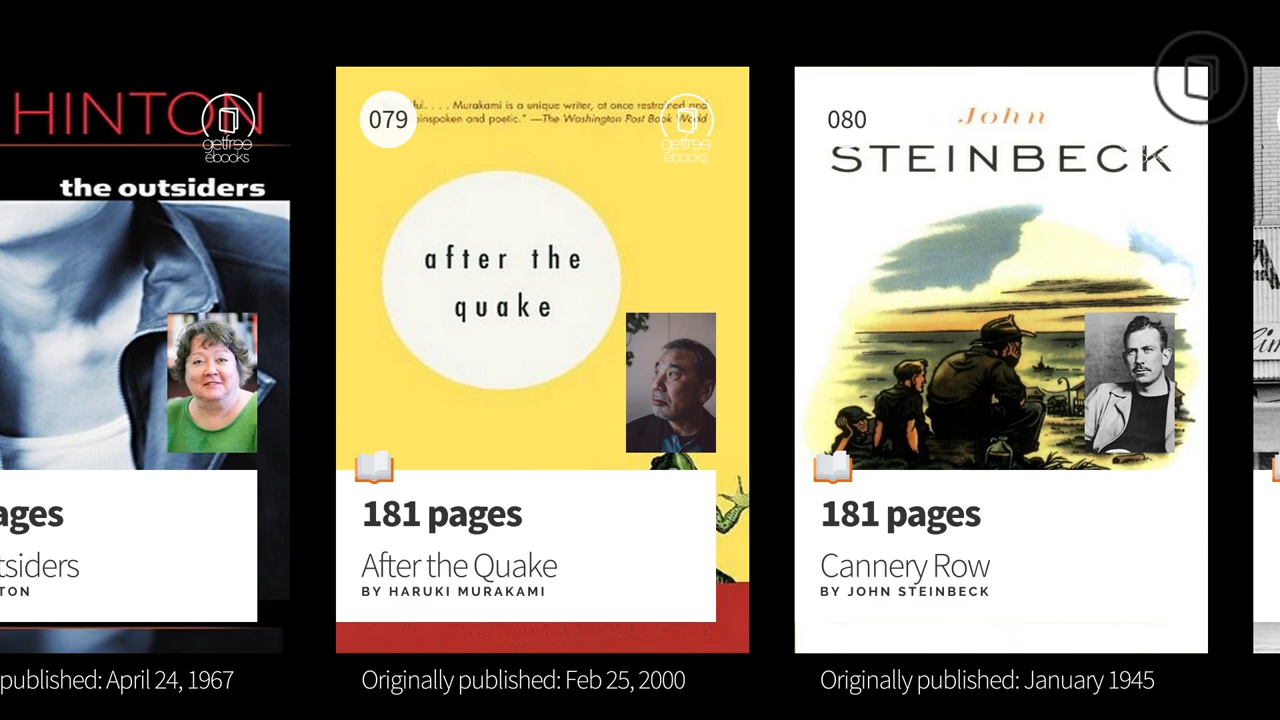 HINTON
getfree
ebooks
the outsiders
ages
tsiders
TON
published: April 24, 1967
079
ful. . . . Murakami is a unique writer, at once restrained and
inspoken and poetic." —The Washington Post Book World
getfree
ebooks
after the
quake
181 pages
After the Quake
BY HARUKI MURAKAMI
Originally published: Feb 25, 2000
080
John
STEINBECK
181 pages
Cannery Row
BY JOHN STEINBECK
Originally published: January 1945